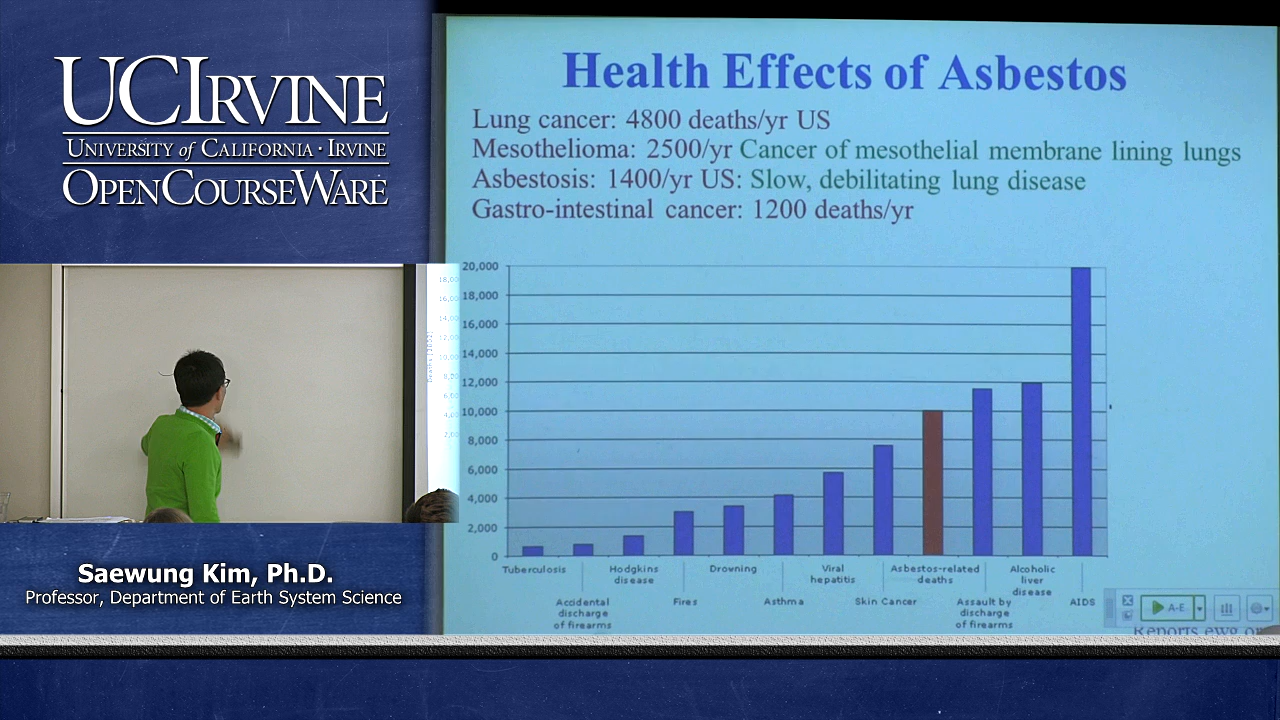 UCIRVINE
UNIVERSITY of CALIFORNIA · IRVINE
OPENCOURSEWARE
Saewung Kim, Ph.D.
Professor, Department of Earth System Science
Health Effects of Asbestos
Lung cancer: 4800 deaths/yr US
Mesothelioma: 2500/yr Cancer of mesothelial membrane lining lungs
Asbestosis: 1400/yr US: Slow, debilitating lung disease
Gastro-intestinal cancer: 1200 deaths/yr
20,000
18,000
16,000
14,000
12,000
10,000
8,000
6,000
4,000
2,000
0
Tuberculosis
Accidental
discharge
of firearms
Hodgkins
disease
Fires
Drowning
Asthma
Viral
hepatitis
Skin Cancer
Asbestos-related
deaths
Assault by
discharge
of firearms
Alcoholic
liver
disease
AIDS
A-E